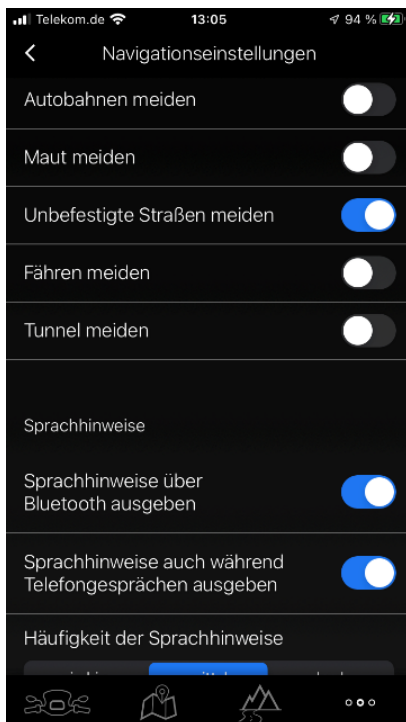 Telekom.de 13:05 94 %
Navigationseinstellungen
Autobahnen meiden
Maut meiden
Unbefestigte Straßen meiden
Fähren meiden
Tunnel meiden
Sprachhinweise
Sprachhinweise über
Bluetooth ausgeben
Sprachhinweise auch während
Telefongesprächen ausgeben
Häufigkeit der Sprachhinweise